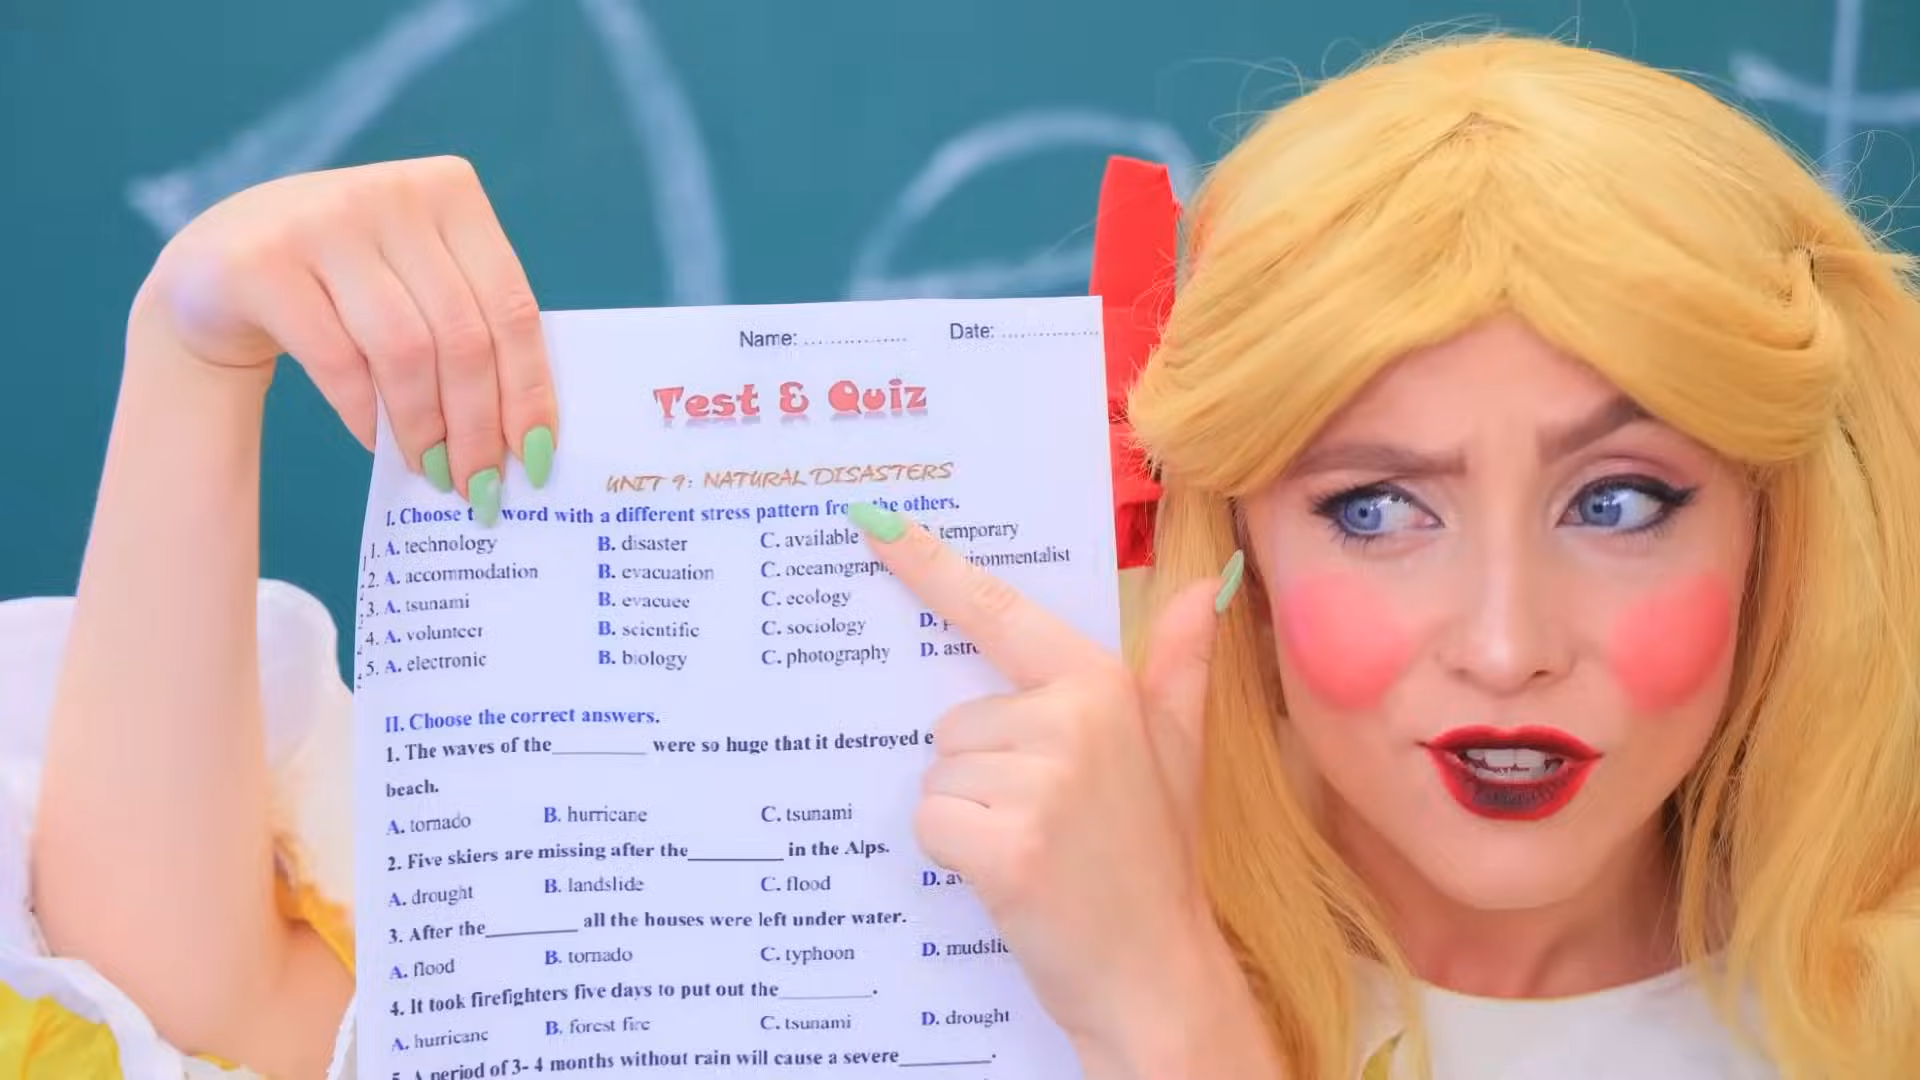 Name: ................ Date: ................
Test & Quiz
UNIT 9: NATURAL DISASTERS
I. Choose word with a different stress pattern the others.
1. A. technology B. disaster C. available temporary
2. A. accommodation B. evacuation C.
3. A. tsunami B. evacuee C. ecology
4. A. volunteer B. scientific C. sociology D.
5. A. electronic B. biology C. photography D.
II. Choose the correct answers.
1. The waves of the_________ were so huge that it destroyed
beach.
A. tornado B. hurricane C. tsunami
2. Five skiers are missing after the_________ in the Alps.
A. drought B. landslide C. flood D.
3. After the_________ all the houses were left under water.
A. flood B. tornado C. typhoon D.
4. It took firefighters five days to put out the_________.
A. hurricane B. forest fire C. tsunami D. drought
5. A period of 3- 4 months without rain will cause a severe_________.